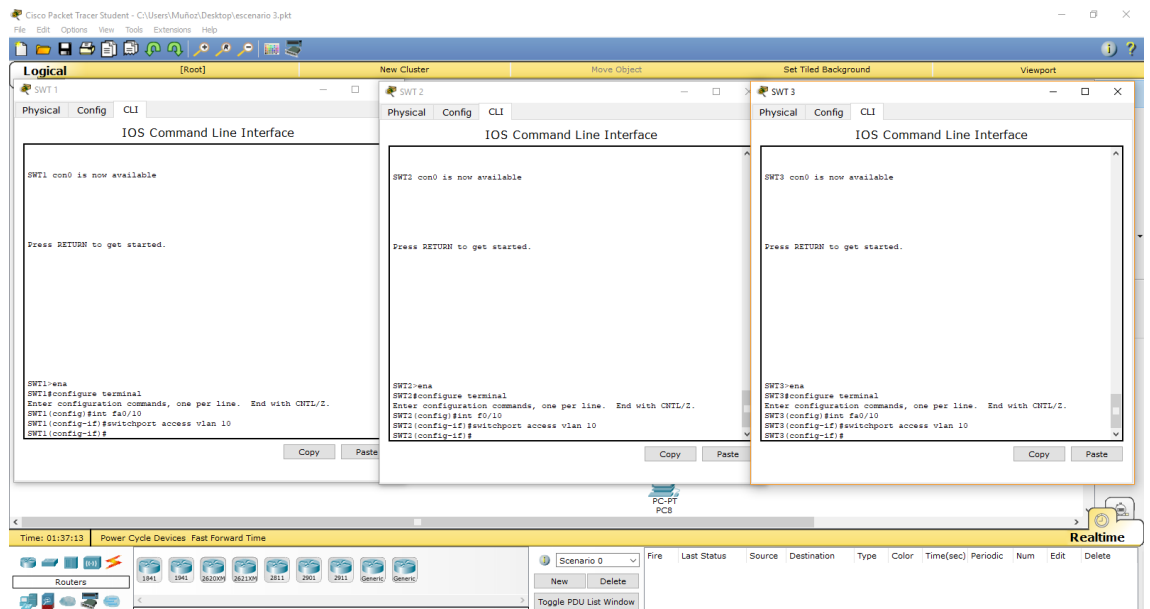 Cisco Packet Tracer Student - C:\Users\Muñoz\Desktop\escenario 3.pkt
File Edit Options View Tools Extensions Help
Logical [Root] New Cluster Move Object Set Tiled Background Viewport
SWT 1
Physical Config CLI
IOS Command Line Interface
SWT1 con0 is now available
Press RETURN to get started.
SWT1>ena
SWT1#configure terminal
Enter configuration commands, one per line. End with CNTL/Z.
SWT1(config)#int fa0/10
SWT1(config-if)#switchport access vlan 10
SWT1(config-if)#
Copy Paste
SWT 2
Physical Config CLI
IOS Command Line Interface
SWT2 con0 is now available
Press RETURN to get started.
SWT2>ena
SWT2#configure terminal
Enter configuration commands, one per line. End with CNTL/Z.
SWT2(config)#int f0/10
SWT2(config-if)#switchport access vlan 10
SWT2(config-if)#
Copy Paste
SWT 3
Physical Config CLI
IOS Command Line Interface
SWT3 con0 is now available
Press RETURN to get started.
SWT3>ena
SWT3#configure terminal
Enter configuration commands, one per line. End with CNTL/Z.
SWT3(config)#int fa0/10
SWT3(config-if)#switchport access vlan 10
SWT3(config-if)#
Copy Paste
PC-PT
PC8
Time: 01:37:13 Power Cycle Devices Fast Forward Time Realtime
Routers
1841 1941 2620XM 2621XM 2811 2901 2911 Generic Generic
Scenario 0
New Delete
Toggle PDU List Window
Fire Last Status Source Destination Type Color Time(sec) Periodic Num Edit Delete